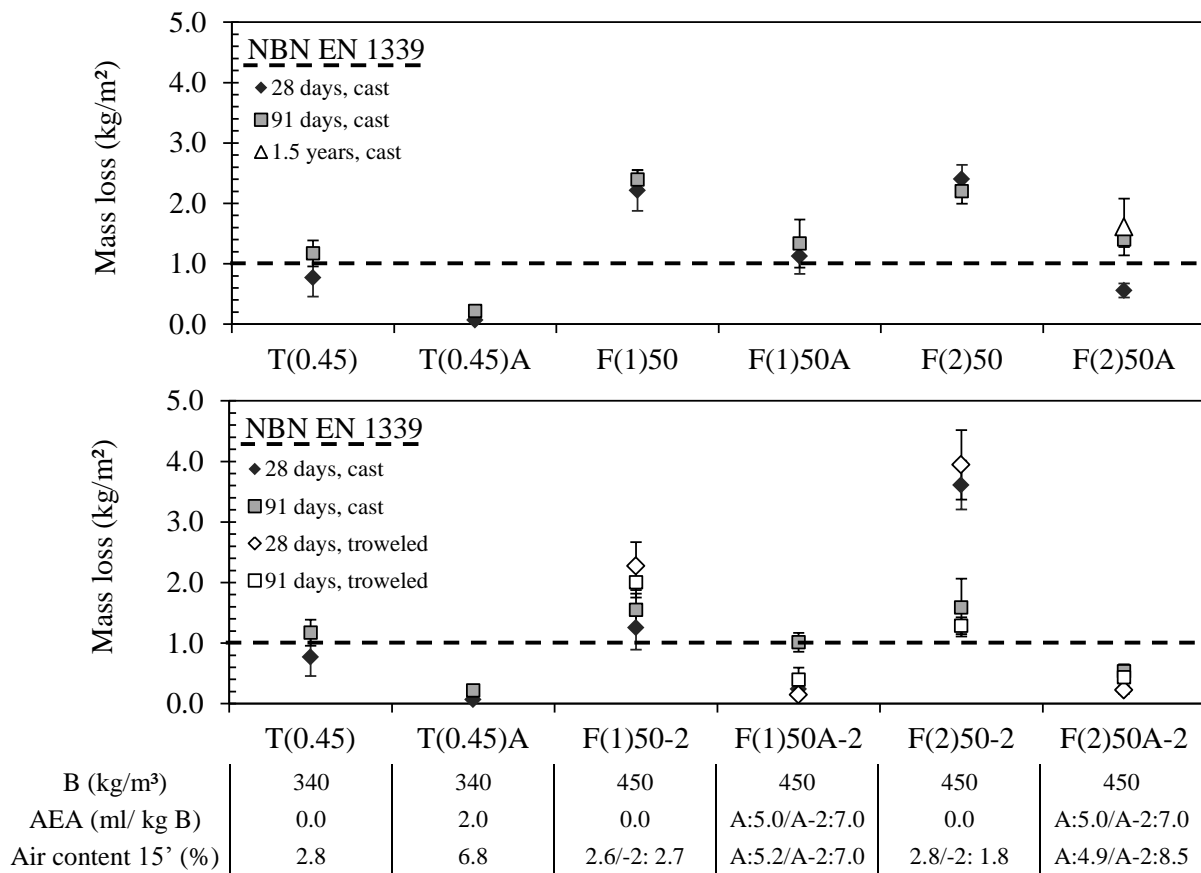 5.0
4.0
3.0
2.0
1.0
0.0
Mass loss (kg/m²)
NBN EN 1339
28 days, cast
91 days, cast
1.5 years, cast
T(0.45) T(0.45)A F(1)50 F(1)50A F(2)50 F(2)50A
5.0
4.0
3.0
2.0
1.0
0.0
Mass loss (kg/m²)
NBN EN 1339
28 days, cast
91 days, cast
28 days, troweled
91 days, troweled
T(0.45) T(0.45)A F(1)50-2 F(1)50A-2 F(2)50-2 F(2)50A-2
B (kg/m³) 340 340 450 450 450 450
AEA (ml/ kg B) 0.0 2.0 0.0 A:5.0/A-2:7.0 0.0 A:5.0/A-2:7.0
Air content 15’ (%) 2.8 6.8 2.6/-2: 2.7 A:5.2/A-2:7.0 2.8/-2: 1.8 A:4.9/A-2:8.5